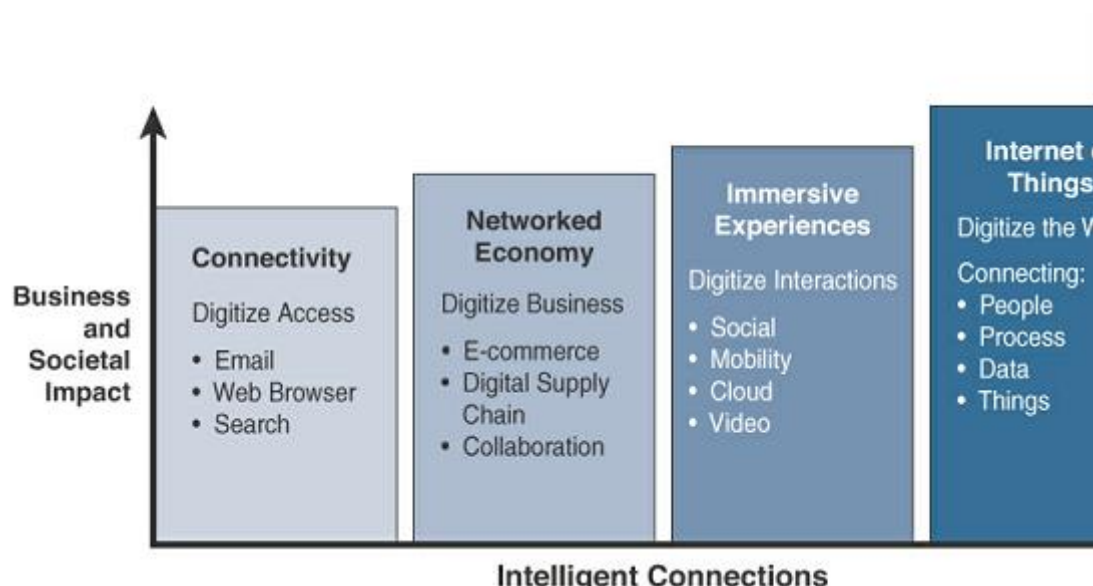 Business
and
Societal
Impact
Connectivity
Digitize Access
• Email
• Web Browser
• Search
Networked
Economy
Digitize Business
• E-commerce
• Digital Supply
Chain
• Collaboration
Immersive
Experiences
Digitize Interactions
• Social
• Mobility
• Cloud
• Video
Internet
Things
Digitize the
Connecting:
• People
• Process
• Data
• Things
Intelligent Connections